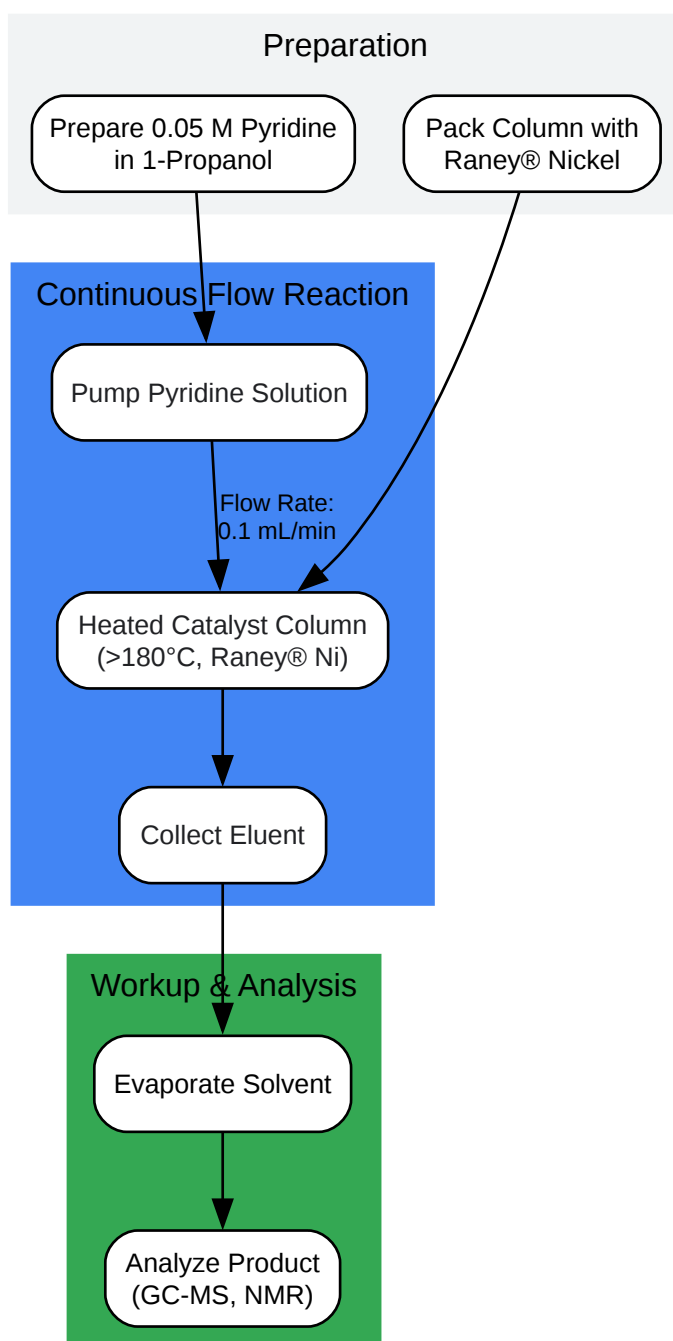 Preparation
Prepare 0.05 M Pyridine
in 1-Propanol
Pack Column with
Raney® Nickel
Continuous Flow Reaction
Pump Pyridine Solution
Flow Rate:
0.1 mL/min
Heated Catalyst Column
(>180°C, Raney® Ni)
Collect Eluent
Workup & Analysis
Evaporate Solvent
Analyze Product
(GC-MS, NMR)